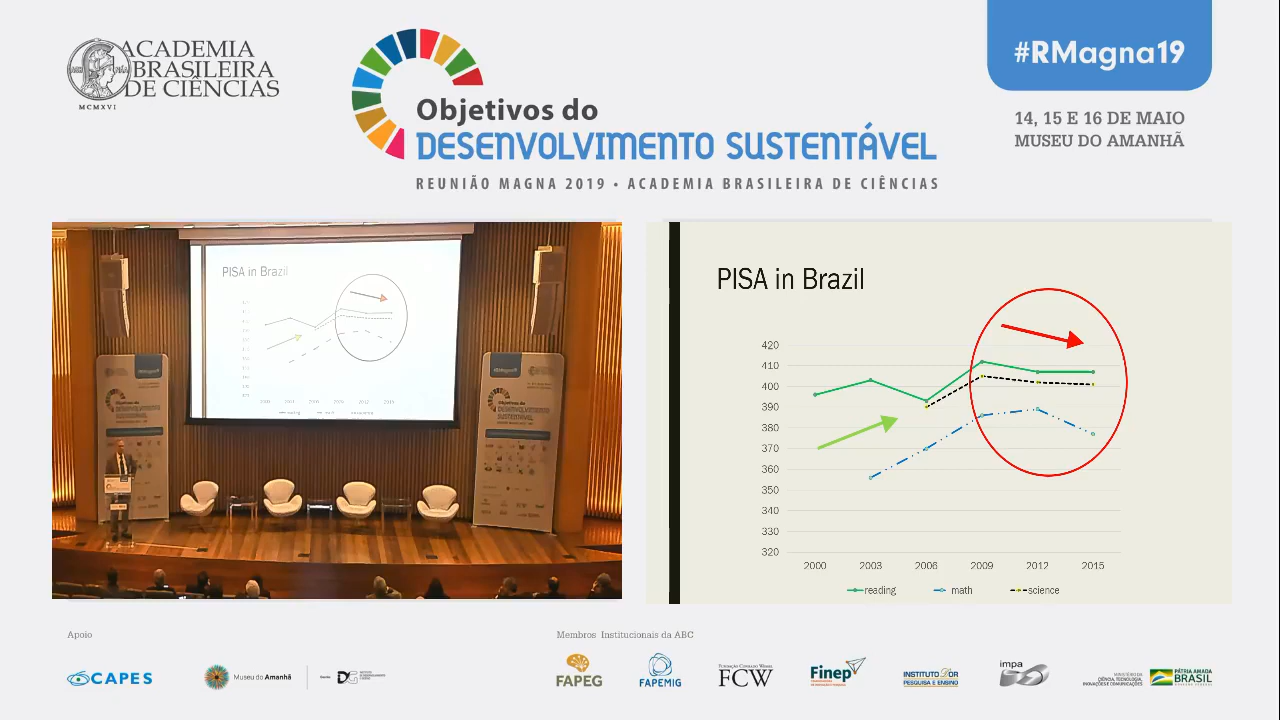 ACADEMIA
BRASILEIRA
DE CIÊNCIAS
MCMXVI
Objetivos do
DESENVOLVIMENTO SUSTENTÁVEL
REUNIÃO MAGNA 2019 • ACADEMIA BRASILEIRA DE CIÊNCIAS
#RMagna19
14, 15 E 16 DE MAIO
MUSEU DO AMANHÃ
PISA in Brazil
PISA in Brazil
420
410
400
390
380
370
360
350
340
330
320
2000 2003 2006 2009 2012 2015
reading math science
Apoio
Membros Institucionais da ABC
CAPES
Museu do Amanhã
FAPEG
FAPEMIG
FCW
Finep
INSTITUTO D'OR
PESQUISA E ENSINO
impa
MINISTÉRIO DA
CIÊNCIA, TECNOLOGIA,
INOVAÇÕES E COMUNICAÇÕES
PÁTRIA AMADA
BRASIL